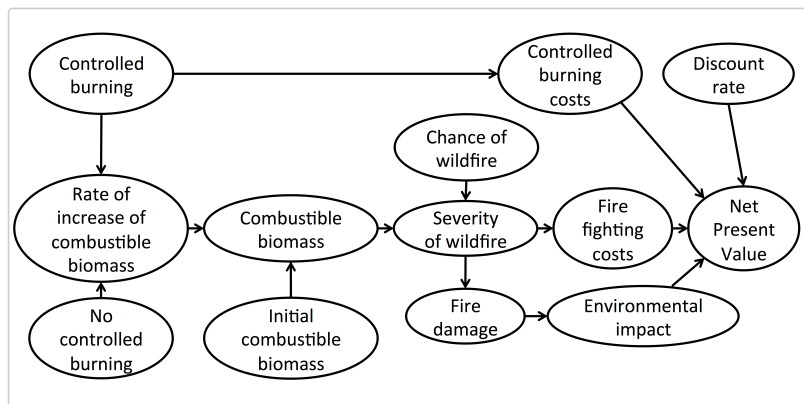 Controlled
burning
Controlled
burning
costs
Discount
rate
Chance of
wildfire
Rate of
increase of
combustible
biomass
Combustible
biomass
Severity
of wildfire
Fire
fighting
costs
Net
Present
Value
No
controlled
burning
Initial
combustible
biomass
Fire
damage
Environmental
impact